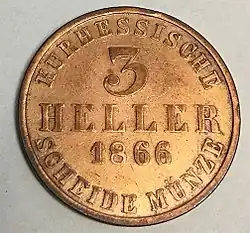 KURHESSISCHE
3
HELLER
1866
SCHEIDE MÜNZE